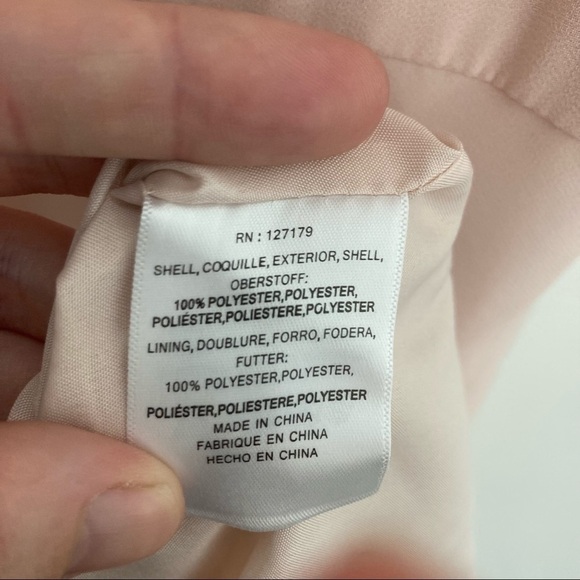 RN : 127179
SHELL, COQUILLE, EXTERIOR, SHELL,
OBERSTOFF:
100% POLYESTER,POLYESTER,
POLIÉSTER,POLIESTERE,POLYESTER
LINING, DOUBLURE, FORRO, FODERA,
FUTTER:
100% POLYESTER,POLYESTER,
POLIÉSTER,POLIESTERE,POLYESTER
MADE IN CHINA
FABRIQUE EN CHINA
HECHO EN CHINA